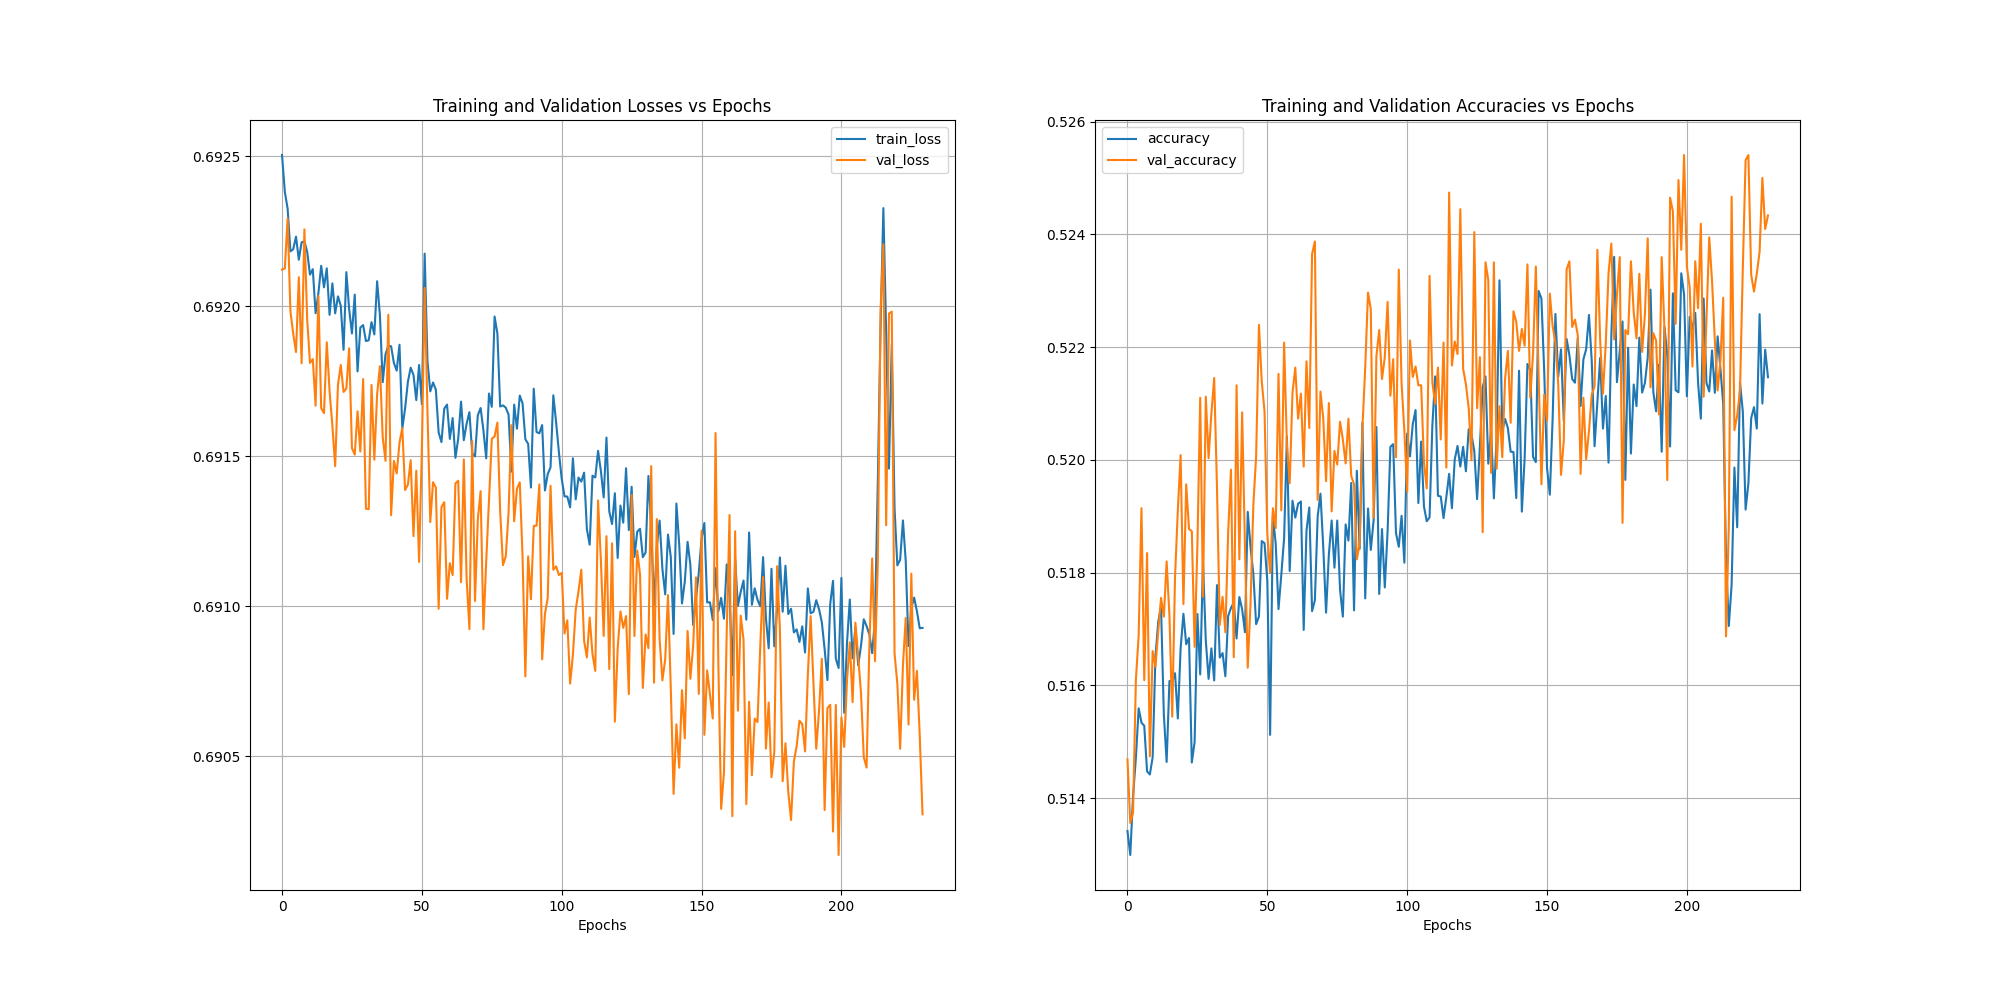 Training and Validation Losses vs Epochs
train_loss
val_loss
0.6925
0.6920
0.6915
0.6910
0.6905
0
50
100
150
200
Epochs
Training and Validation Accuracies vs Epochs
accuracy
val_accuracy
0.526
0.524
0.522
0.520
0.518
0.516
0.514
0
50
100
150
200
Epochs